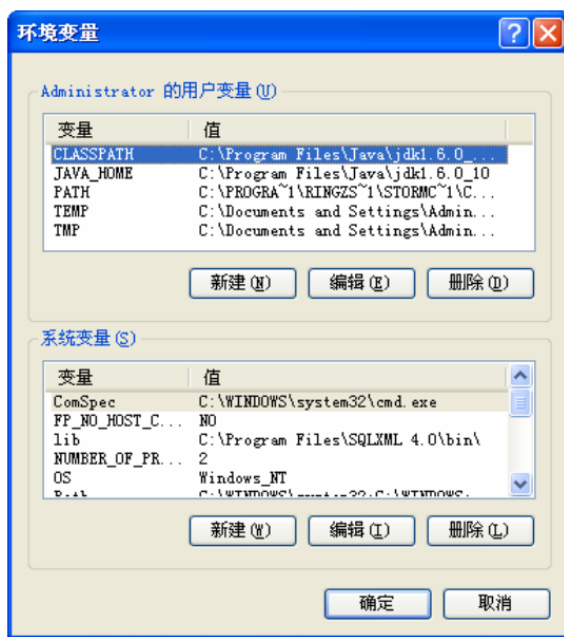 环境变量
Administrator 的用户变量(U)
变量 值
CLASSPATH C:\Program Files\Java\jdk1.6.0_...
JAVA_HOME C:\Program Files\Java\jdk1.6.0_10
PATH C:\PROGRA~1\RINGZS~1\STORMC~1\C...
TEMP C:\Documents and Settings\Admin...
TMP C:\Documents and Settings\Admin...
新建(N) 编辑(E) 删除(D)
系统变量(S)
变量 值
ComSpec C:\WINDOWS\system32\cmd.exe
FP_NO_HOST_C... NO
lib C:\Program Files\SQLXML 4.0\bin\
NUMBER_OF_PR... 2
OS Windows_NT
Path C:\WINDOWS\system32;C:\WINDOWS;
新建(W) 编辑(I) 删除(L)
确定 取消